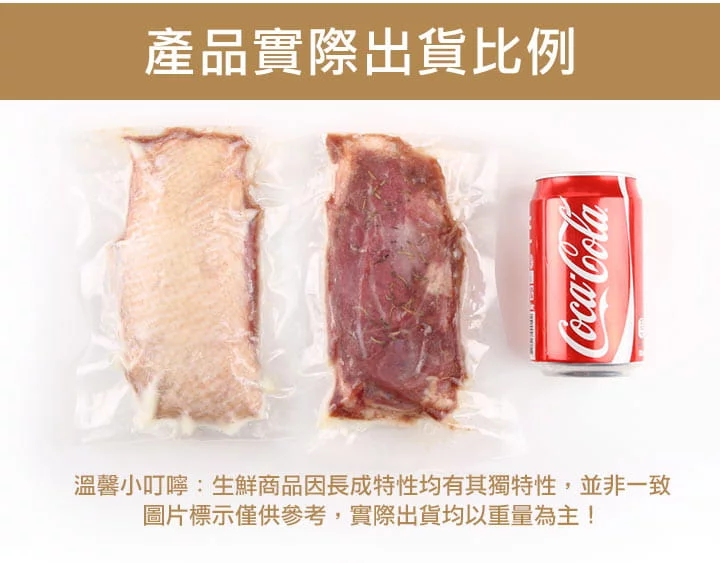 產品實際出貨比例
Coca-Cola
溫馨小叮嚀：生鮮商品因長成特性均有其獨特性，並非一致
圖片標示僅供參考，實際出貨均以重量為主！